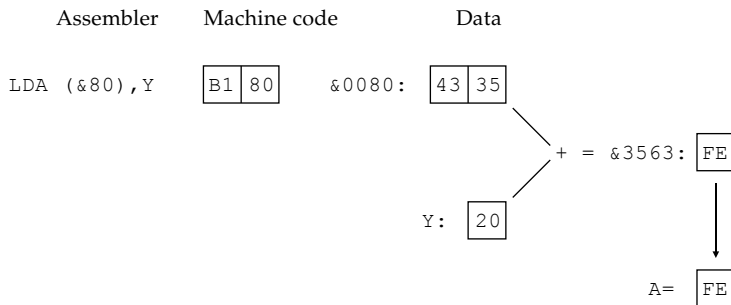 Assembler Machine code Data
LDA (&80),Y B1 80 &0080: 43 35
+ = &3563: FE
Y: 20
A= FE